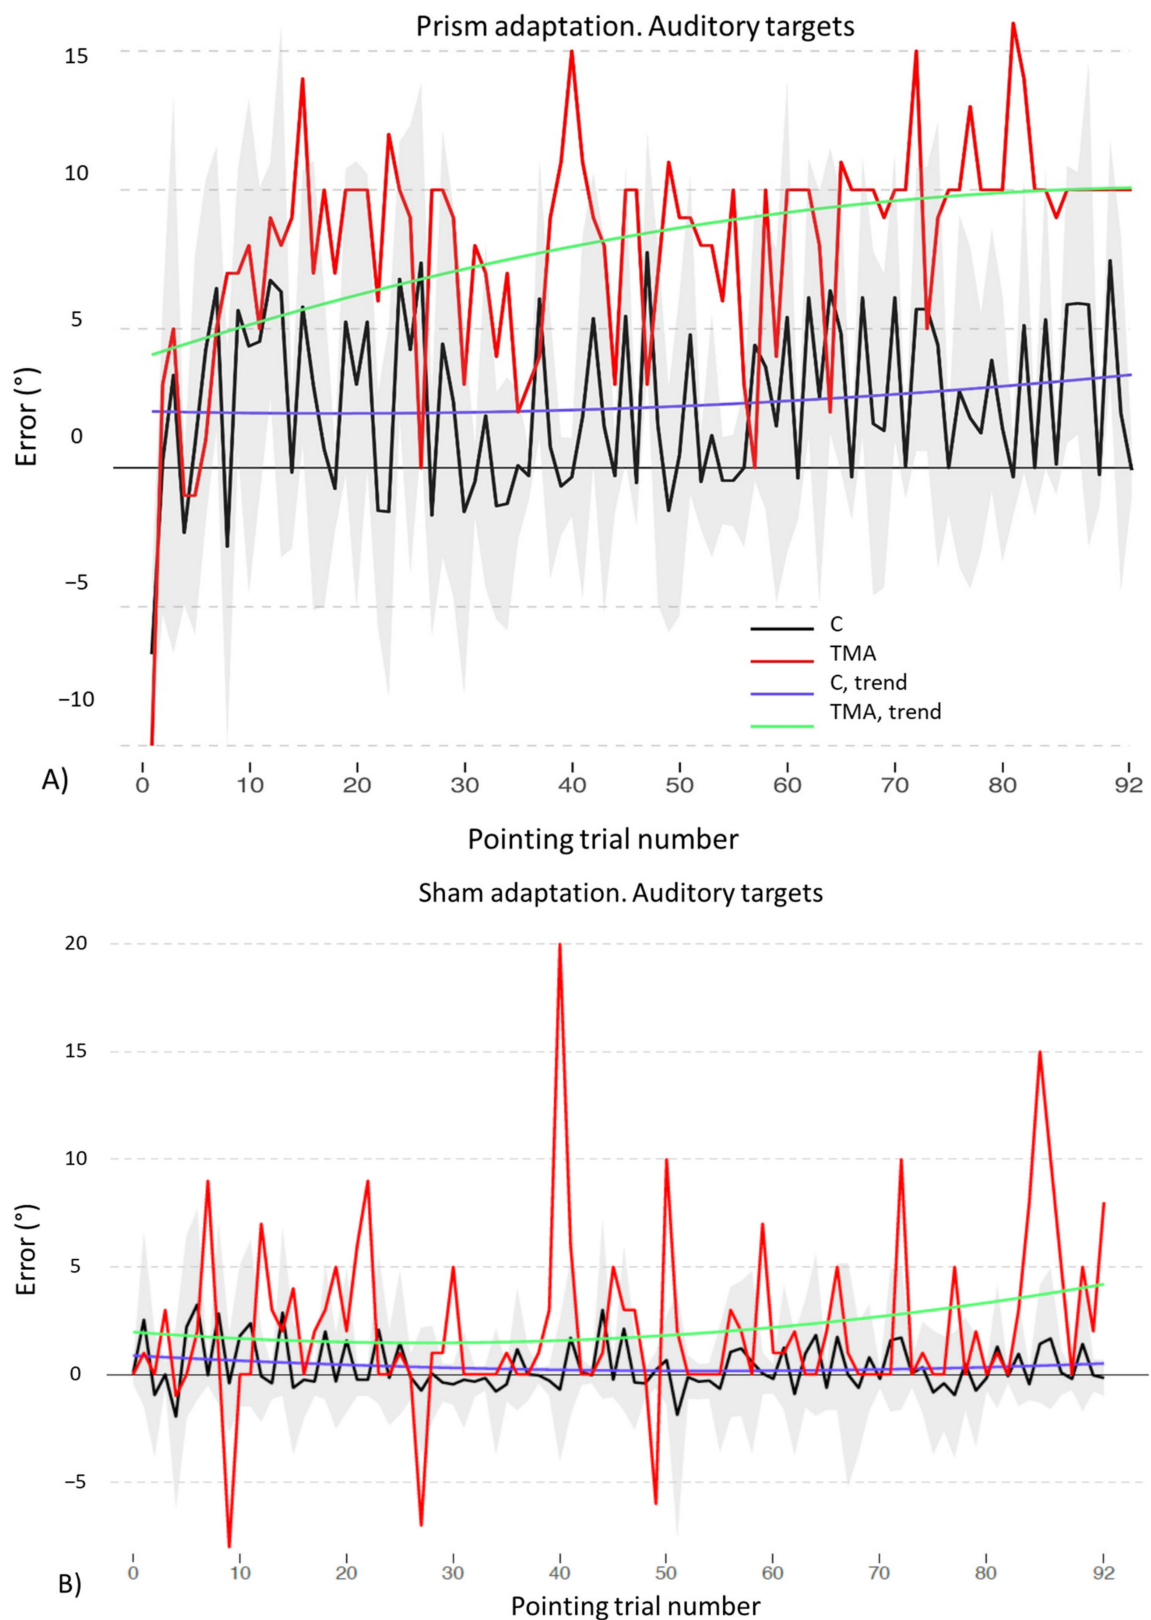 Prism adaptation. Auditory targets
15
10
5
0
−5
−10
Error (°)
C
TMA
C, trend
TMA, trend
A)
0 10 20 30 40 50 60 70 80 92
Pointing trial number
Sham adaptation. Auditory targets
20
15
10
5
0
−5
Error (°)
B)
0 10 20 30 40 50 60 70 80 92
Pointing trial number